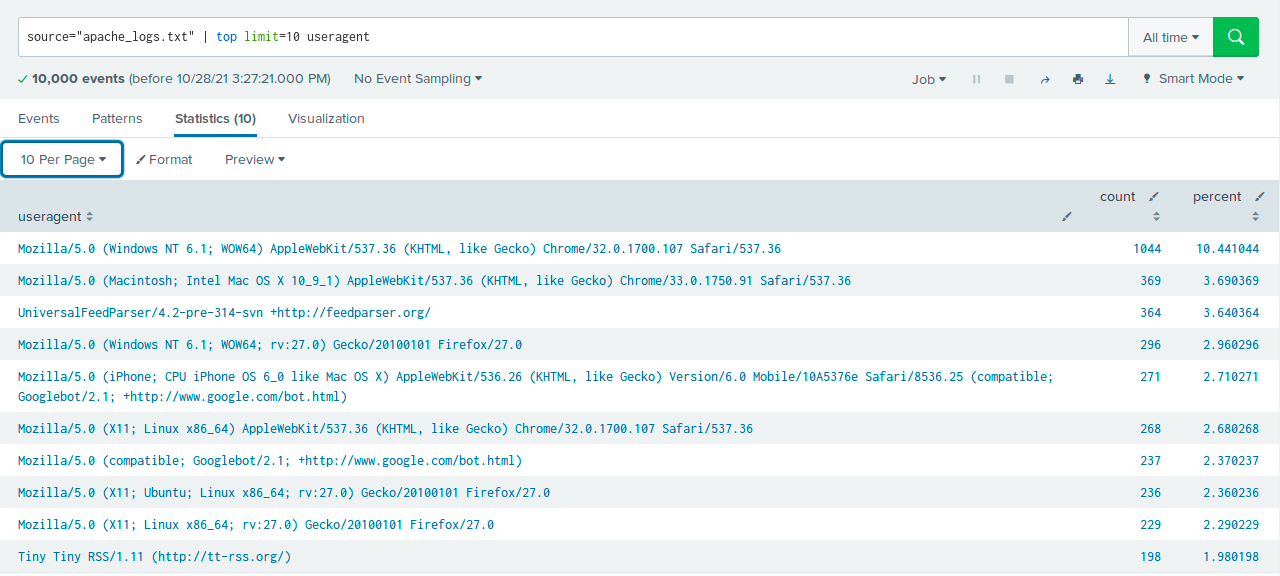 source="apache_logs.txt" | top limit=10 useragent
All time
10,000 events (before 10/28/21 3:27:21.000 PM)
No Event Sampling
Job
Smart Mode
Events
Patterns
Statistics (10)
Visualization
10 Per Page
Format
Preview
useragent
count
percent
Mozilla/5.0 (Windows NT 6.1; WOW64) AppleWebKit/537.36 (KHTML, like Gecko) Chrome/32.0.1700.107 Safari/537.36 1044 10.441044
Mozilla/5.0 (Macintosh; Intel Mac OS X 10_9_1) AppleWebKit/537.36 (KHTML, like Gecko) Chrome/33.0.1750.91 Safari/537.36 369 3.690369
UniversalFeedParser/4.2-pre-314-svn +http://feedparser.org/ 364 3.640364
Mozilla/5.0 (Windows NT 6.1; WOW64; rv:27.0) Gecko/20100101 Firefox/27.0 296 2.960296
Mozilla/5.0 (iPhone; CPU iPhone OS 6_0 like Mac OS X) AppleWebKit/536.26 (KHTML, like Gecko) Version/6.0 Mobile/10A5376e Safari/8536.25 (compatible; 271 2.710271
Googlebot/2.1; +http://www.google.com/bot.html)
Mozilla/5.0 (X11; Linux x86_64) AppleWebKit/537.36 (KHTML, like Gecko) Chrome/32.0.1700.107 Safari/537.36 268 2.680268
Mozilla/5.0 (compatible; Googlebot/2.1; +http://www.google.com/bot.html) 237 2.370237
Mozilla/5.0 (X11; Ubuntu; Linux x86_64; rv:27.0) Gecko/20100101 Firefox/27.0 236 2.360236
Mozilla/5.0 (X11; Linux x86_64; rv:27.0) Gecko/20100101 Firefox/27.0 229 2.290229
Tiny Tiny RSS/1.11 (http://tt-rss.org/) 198 1.980198